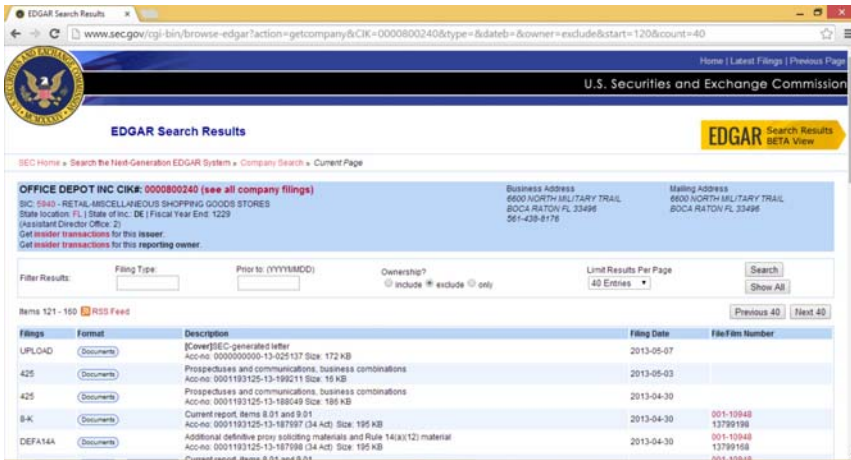 EDGAR Search Results
www.sec.gov/cgi-bin/browse-edgar?action=getcompany&CIK=0000800240&type=&dateb=&owner=exclude&start=120&count=40
Home | Latest Filings | Previous Page
U.S. Securities and Exchange Commission
EDGAR Search Results
EDGAR Search Results BETA View
SEC Home » Search the Next-Generation EDGAR System » Company Search » Current Page
OFFICE DEPOT INC CIK#: 0000800240 (see all company filings)
SIC: 5940 - RETAIL-MISCELLANEOUS SHOPPING GOODS STORES
State location: FL | State of Inc.: DE | Fiscal Year End: 1229
(Assistant Director Office: 2)
Get insider transactions for this issuer.
Get insider transactions for this reporting owner.
Business Address
6600 NORTH MILITARY TRAIL
BOCA RATON FL 33496
561-438-8176
Mailing Address
6600 NORTH MILITARY TRAIL
BOCA RATON FL 33496
Filter Results:
Filing Type:
Prior to: (YYYYMMDD)
Ownership?
include exclude only
Limit Results Per Page
40 Entries
Search
Show All
Items 121 - 160 RSS Feed
Previous 40 Next 40
Filings Format Description Filing Date File/Film Number
UPLOAD Documents [Cover]SEC-generated letter 2013-05-07
Acc-no: 0000000000-13-025137 Size: 172 KB
425 Documents Prospectuses and communications, business combinations 2013-05-03
Acc-no: 0001193125-13-199211 Size: 16 KB
425 Documents Prospectuses and communications, business combinations 2013-04-30
Acc-no: 0001193125-13-188049 Size: 186 KB
8-K Documents Current report, items 8.01 and 9.01 2013-04-30 001-10948
Acc-no: 0001193125-13-187997 (34 Act) Size: 195 KB 13799198
DEFA14A Documents Additional definitive proxy soliciting materials and Rule 14(a)(12) material 2013-04-30 001-10948
Acc-no: 0001193125-13-187998 (34 Act) Size: 195 KB 13799168
Current report, items 8.01 and 9.01 001-10948